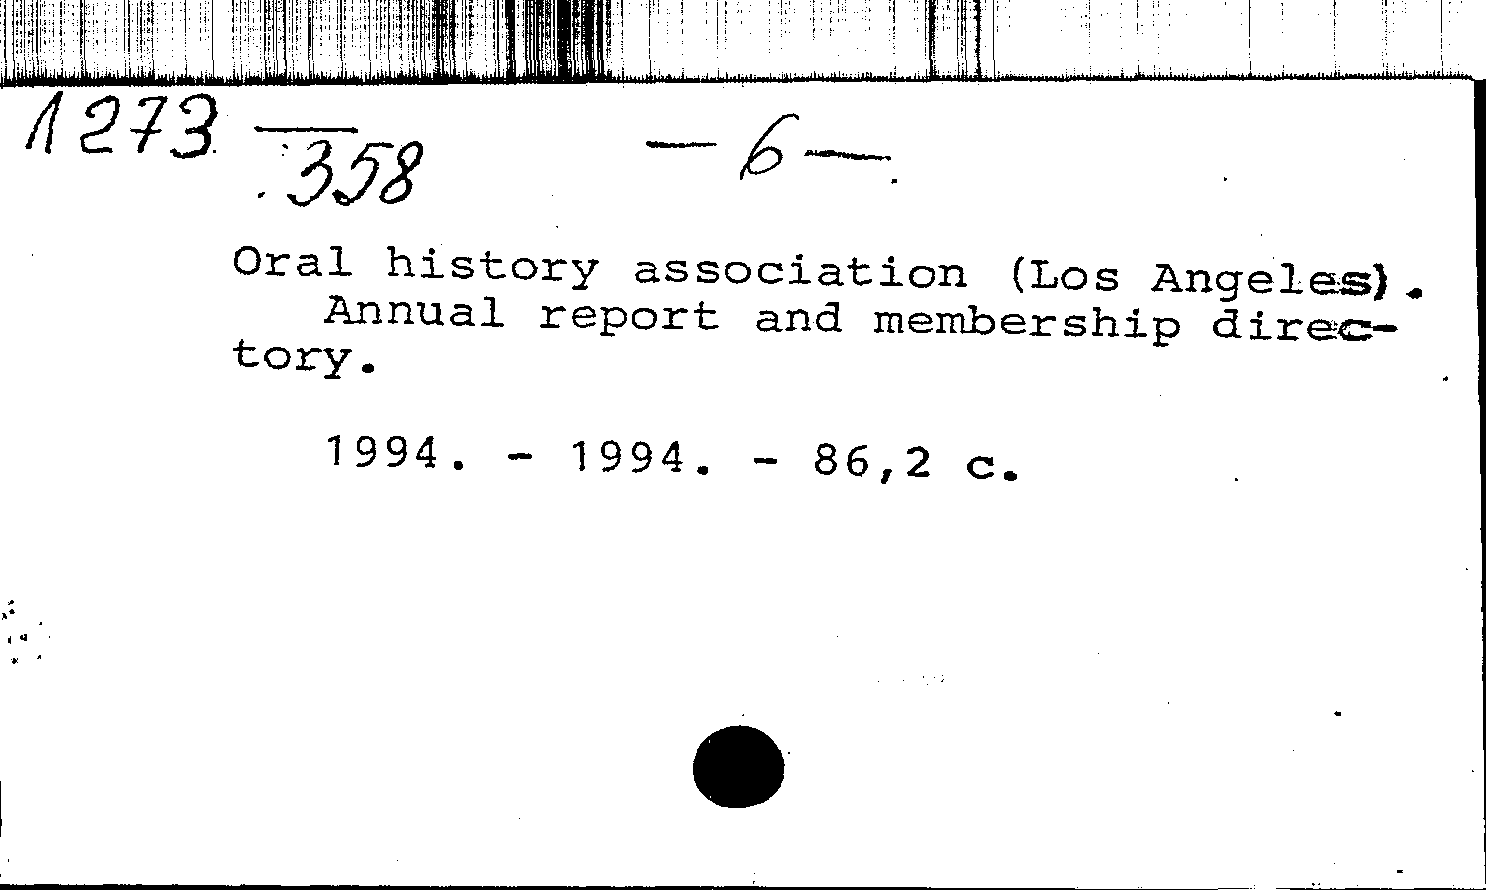 1273 —
358 — 6 —
Oral history association (Los Angeles).
Annual report and membership direc-
tory.
1994. - 1994. - 86,2 c.